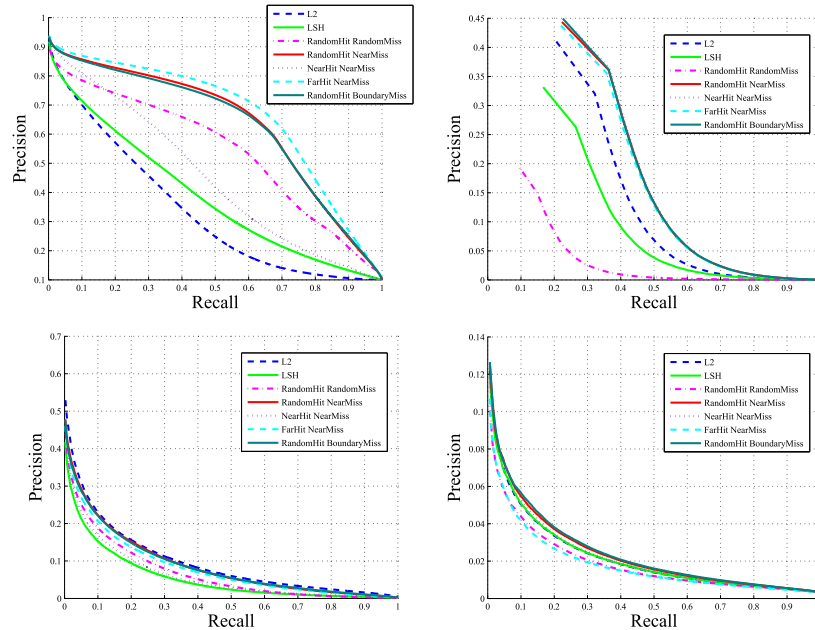 L2
LSH
RandomHit RandomMiss
RandomHit NearMiss
NearHit NearMiss
FarHit NearMiss
RandomHit BoundaryMiss
1
0.9
0.8
0.7
0.6
0.5
0.4
0.3
0.2
0.1
Precision
0 0.1 0.2 0.3 0.4 0.5 0.6 0.7 0.8 0.9 1
Recall
L2
LSH
RandomHit RandomMiss
RandomHit NearMiss
NearHit NearMiss
FarHit NearMiss
RandomHit BoundaryMiss
0.45
0.4
0.35
0.3
0.25
0.2
0.15
0.1
0.05
0
Precision
0 0.1 0.2 0.3 0.4 0.5 0.6 0.7 0.8 0.9 1
Recall
L2
LSH
RandomHit RandomMiss
RandomHit NearMiss
NearHit NearMiss
FarHit NearMiss
RandomHit BoundaryMiss
0.7
0.6
0.5
0.4
0.3
0.2
0.1
0
Precision
0 0.1 0.2 0.3 0.4 0.5 0.6 0.7 0.8 0.9 1
Recall
L2
LSH
RandomHit RandomMiss
RandomHit NearMiss
NearHit NearMiss
FarHit NearMiss
RandomHit BoundaryMiss
0.14
0.12
0.1
0.08
0.06
0.04
0.02
0
Precision
0 0.1 0.2 0.3 0.4 0.5 0.6 0.7 0.8 0.9
Recall